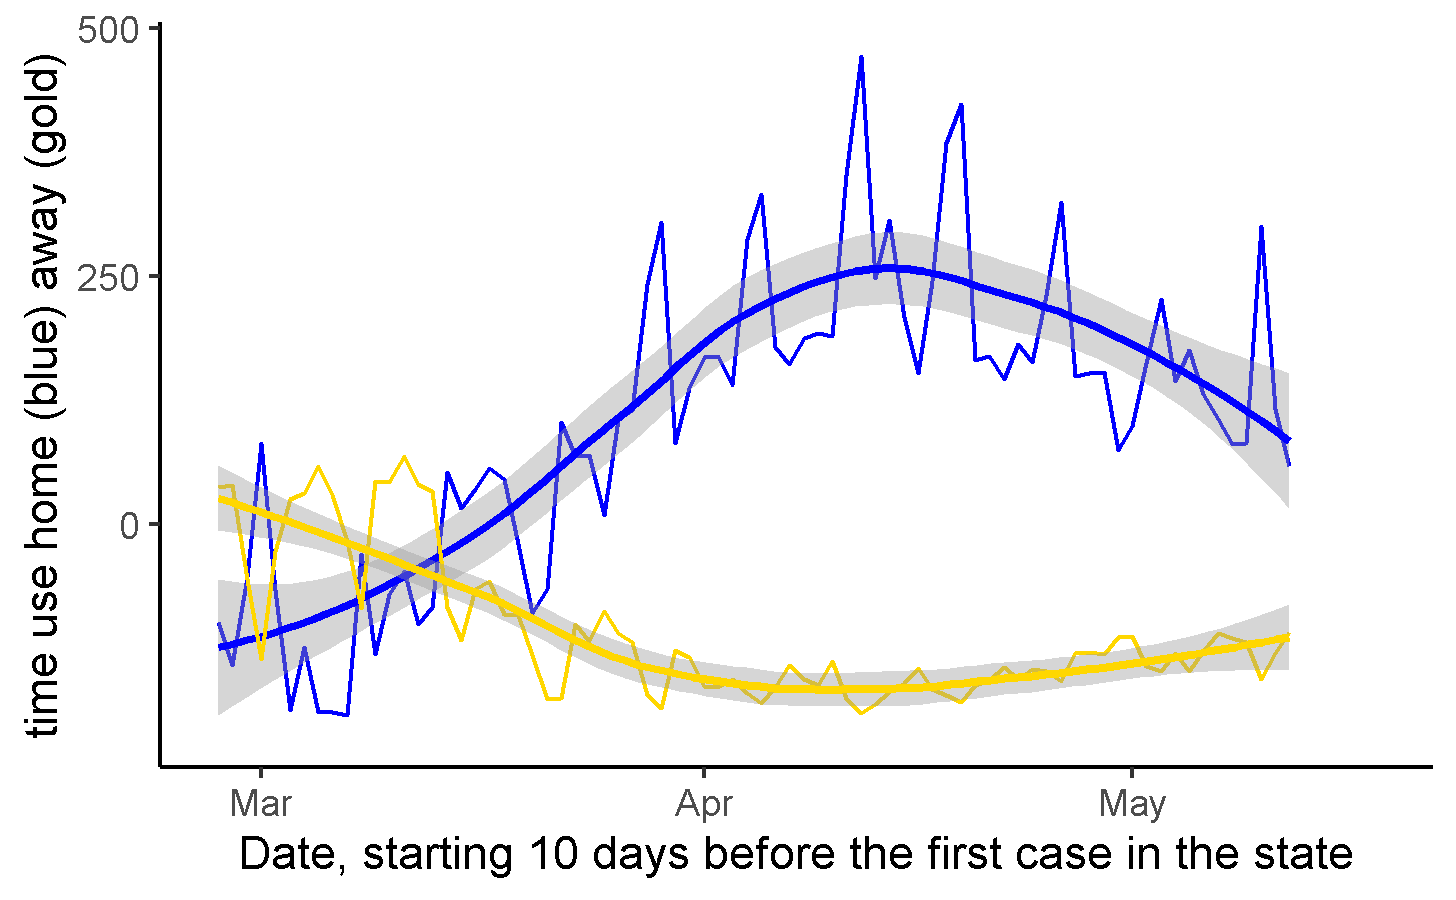 time use home (blue) away (gold)
500
250
0
Mar Apr May
Date, starting 10 days before the first case in the state